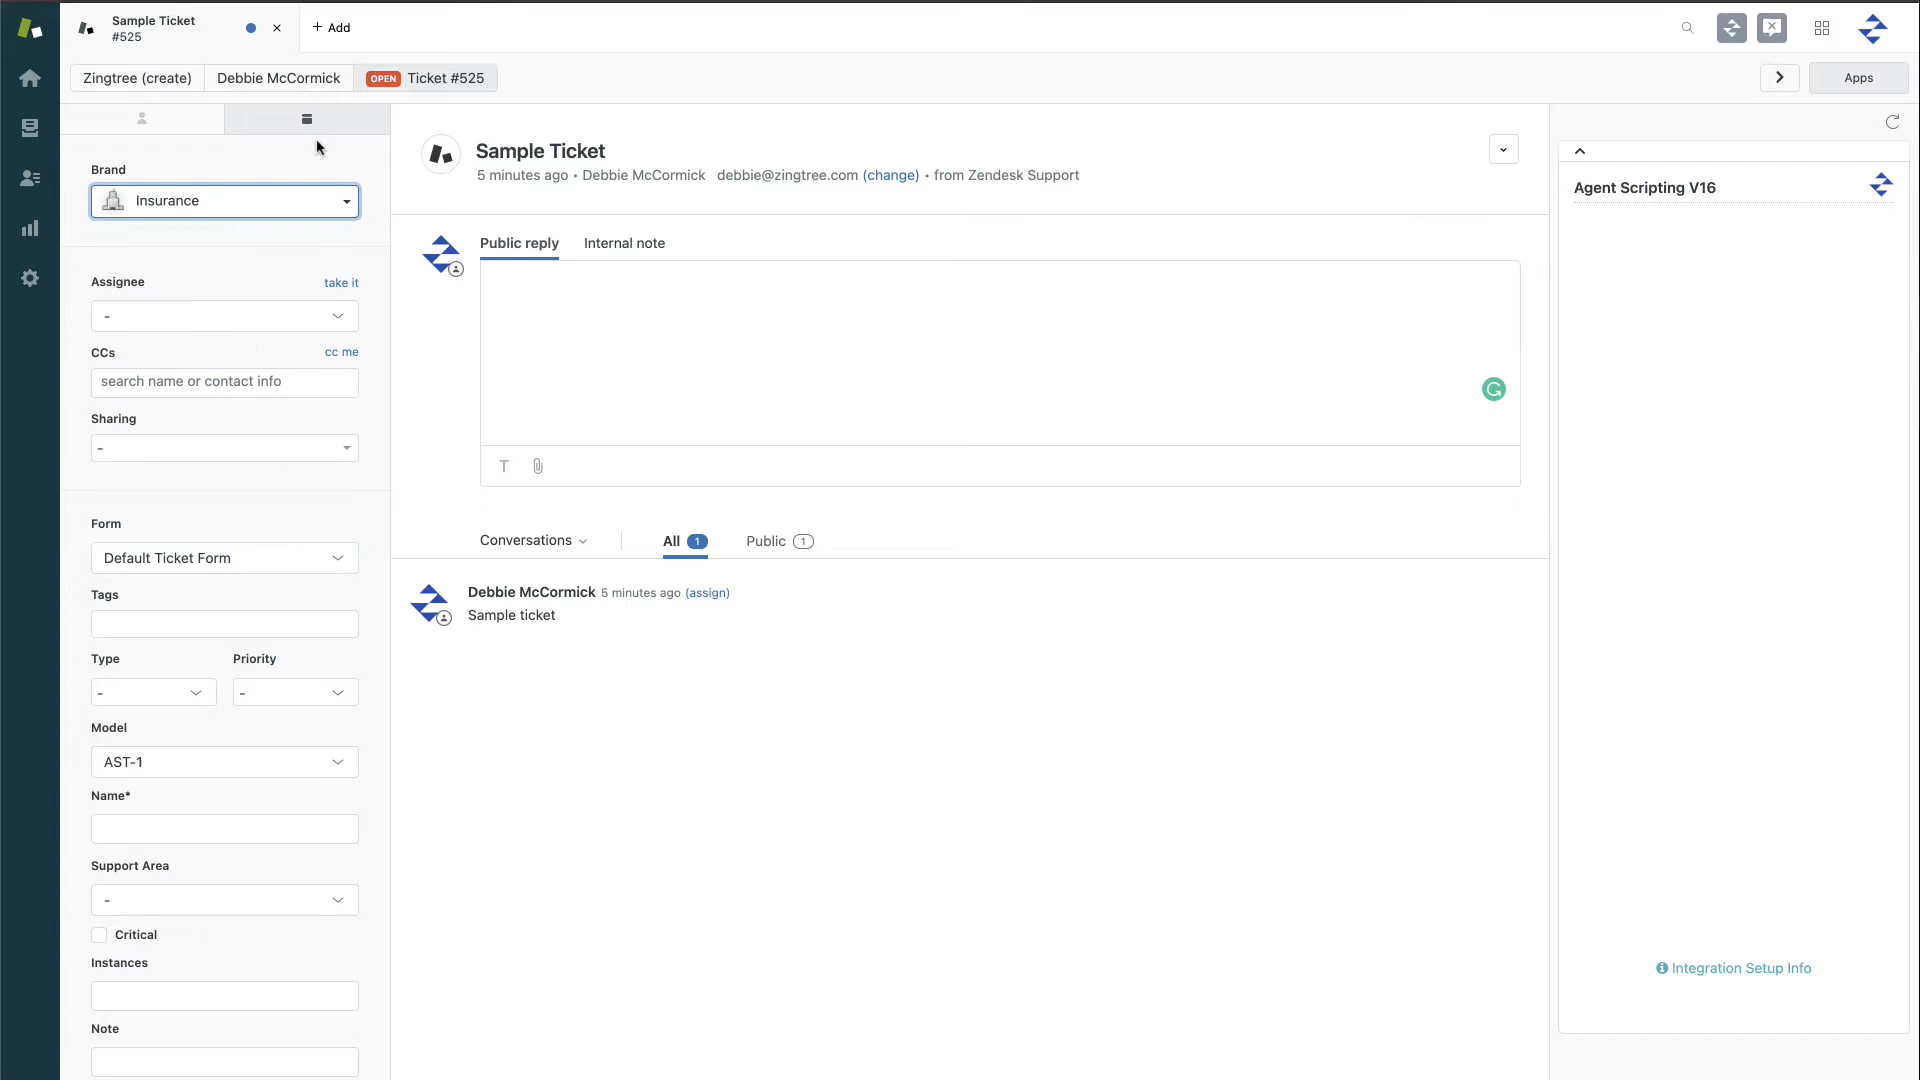 Sample Ticket
#525
+ Add
Zingtree (create)
Debbie McCormick
OPEN Ticket #525
Apps
Brand
Insurance
Assignee
take it
-
CCs
cc me
search name or contact info
Sharing
-
Form
Default Ticket Form
Tags
Type
Priority
-
-
Model
AST-1
Name*
Support Area
-
Critical
Instances
Note
Sample Ticket
5 minutes ago • Debbie McCormick debbie@zingtree.com (change) • from Zendesk Support
Public reply
Internal note
T
Conversations
All 1
Public 1
Debbie McCormick 5 minutes ago (assign)
Sample ticket
Agent Scripting V16
Integration Setup Info